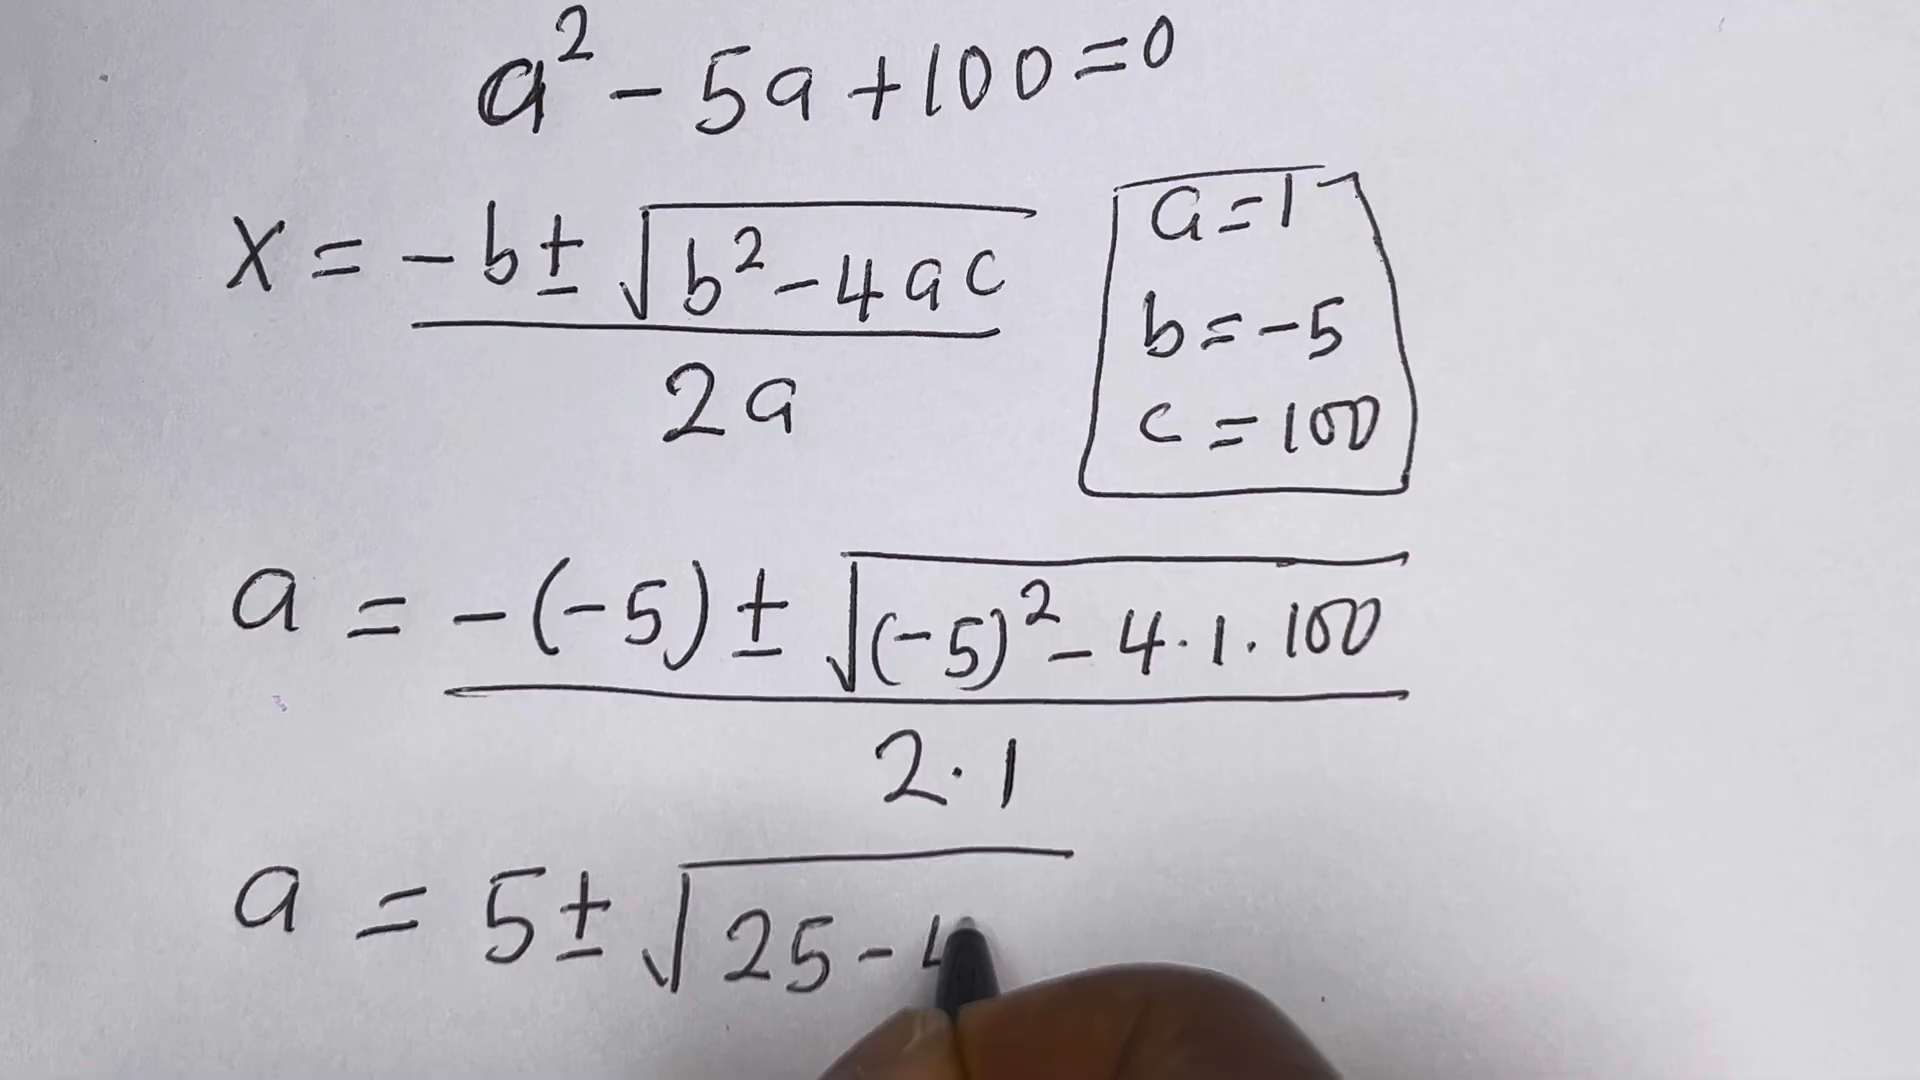 a² - 5a + 100 = 0
x = (-b ± √(b² - 4ac)) / 2a
a = 1
b = -5
c = 100
a = (-(-5) ± √((-5)² - 4·1·100)) / 2·1
a = 5 ± √(25 - 4